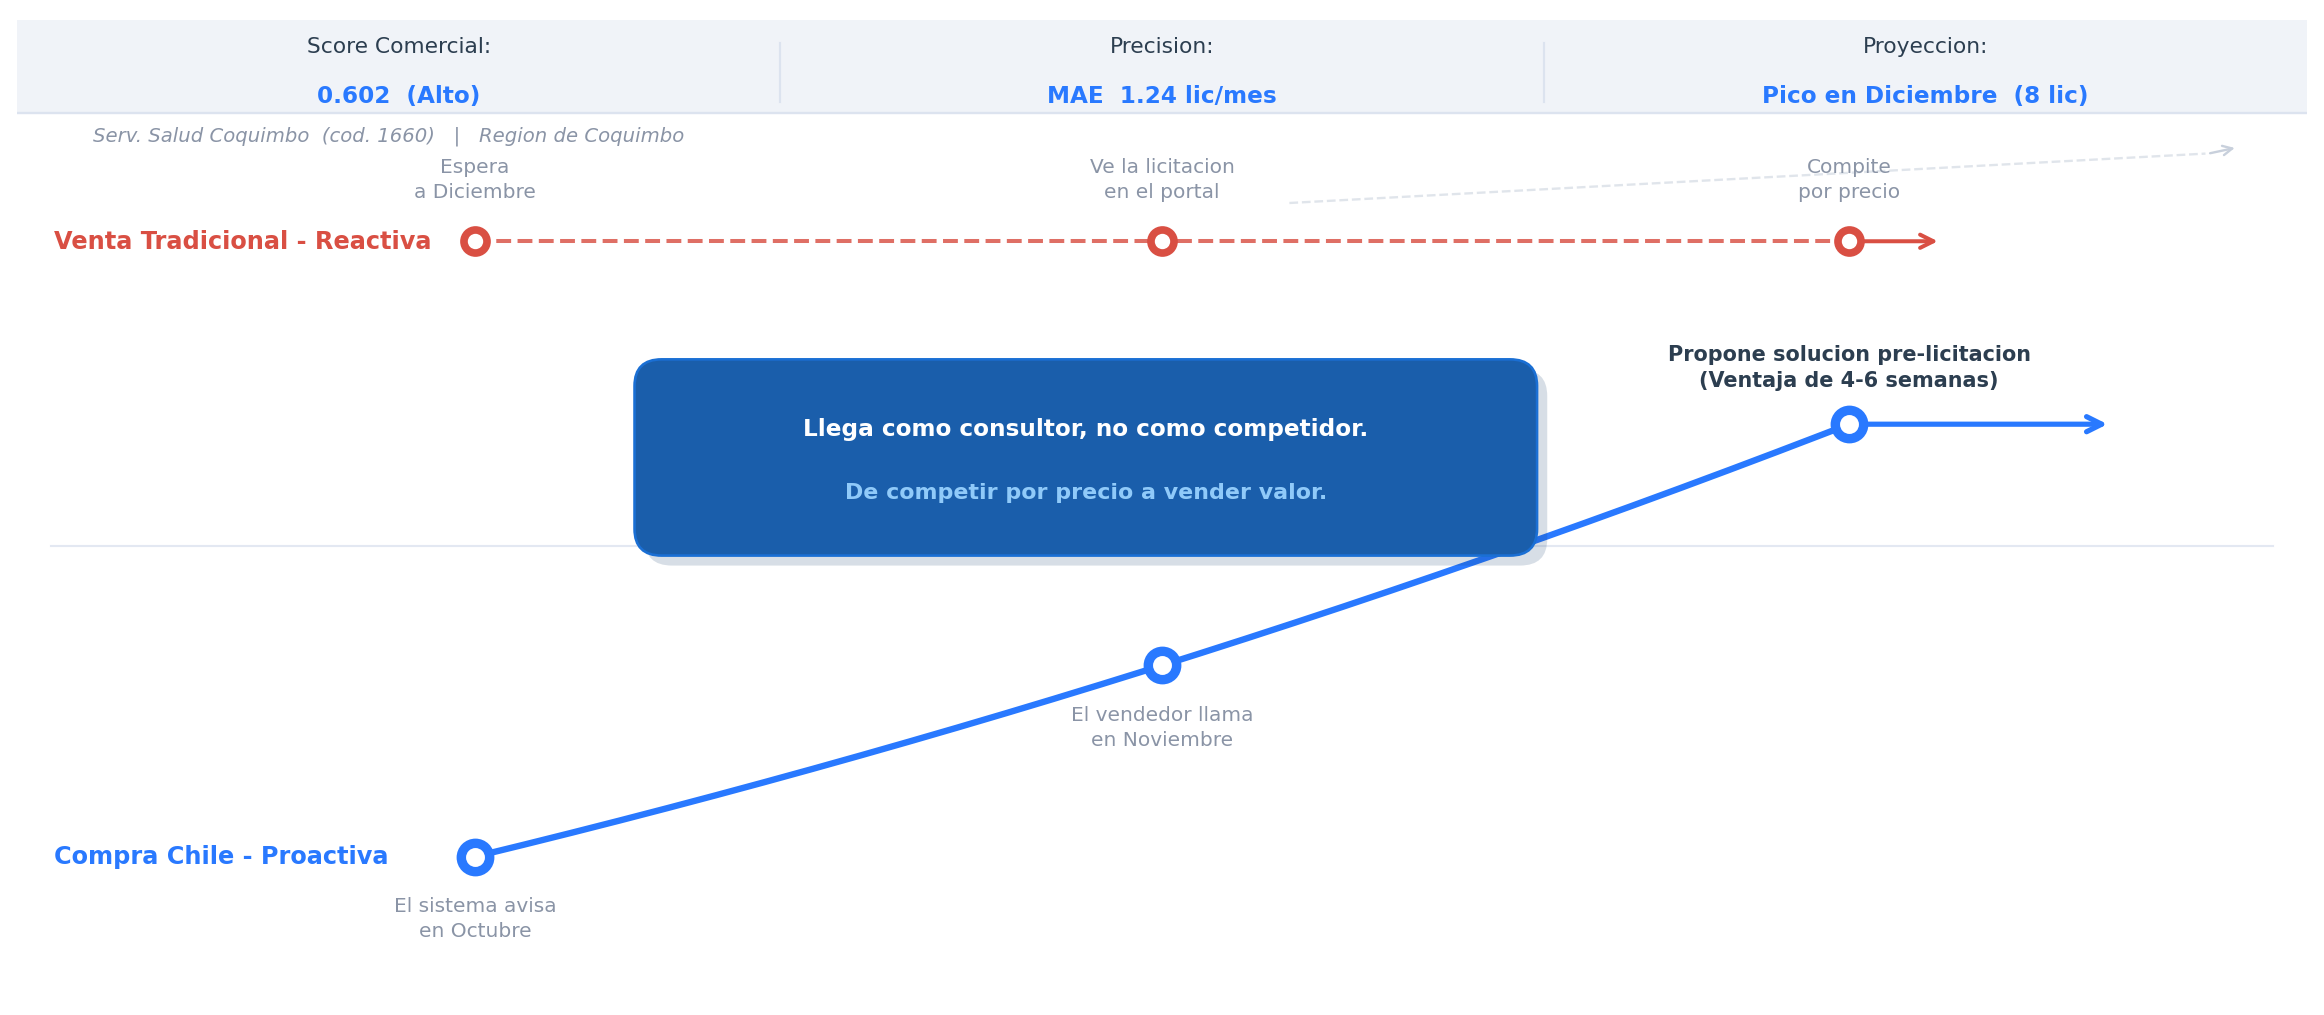 Score Comercial:
0.602  (Alto)
Precision:
MAE  1.24 lic/mes
Proyeccion:
Pico en Diciembre  (8 lic)
Serv. Salud Coquimbo  (cod. 1660)   |   Region de Coquimbo
Espera
a Diciembre
Ve la licitacion
en el portal
Compite
por precio
Venta Tradicional - Reactiva
Propone solucion pre-licitacion
(Ventaja de 4-6 semanas)
Llega como consultor, no como competidor.
De competir por precio a vender valor.
El vendedor llama
en Noviembre
Compra Chile - Proactiva
El sistema avisa
en Octubre